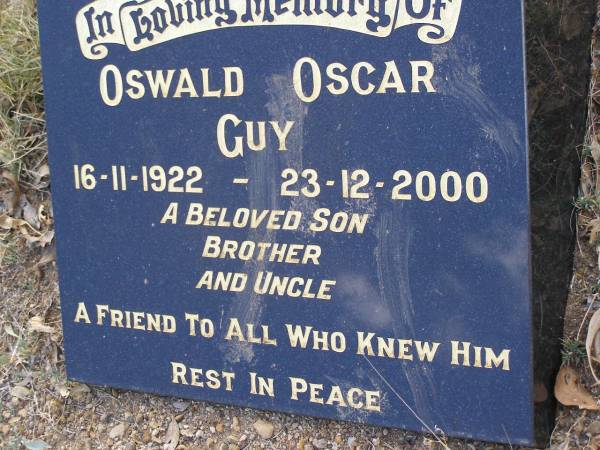 In Loving Memory Of
OSWALD OSCAR
GUY
16-11-1922 - 23-12-2000
A BELOVED SON
BROTHER
AND UNCLE
A FRIEND TO ALL WHO KNEW HIM
REST IN PEACE